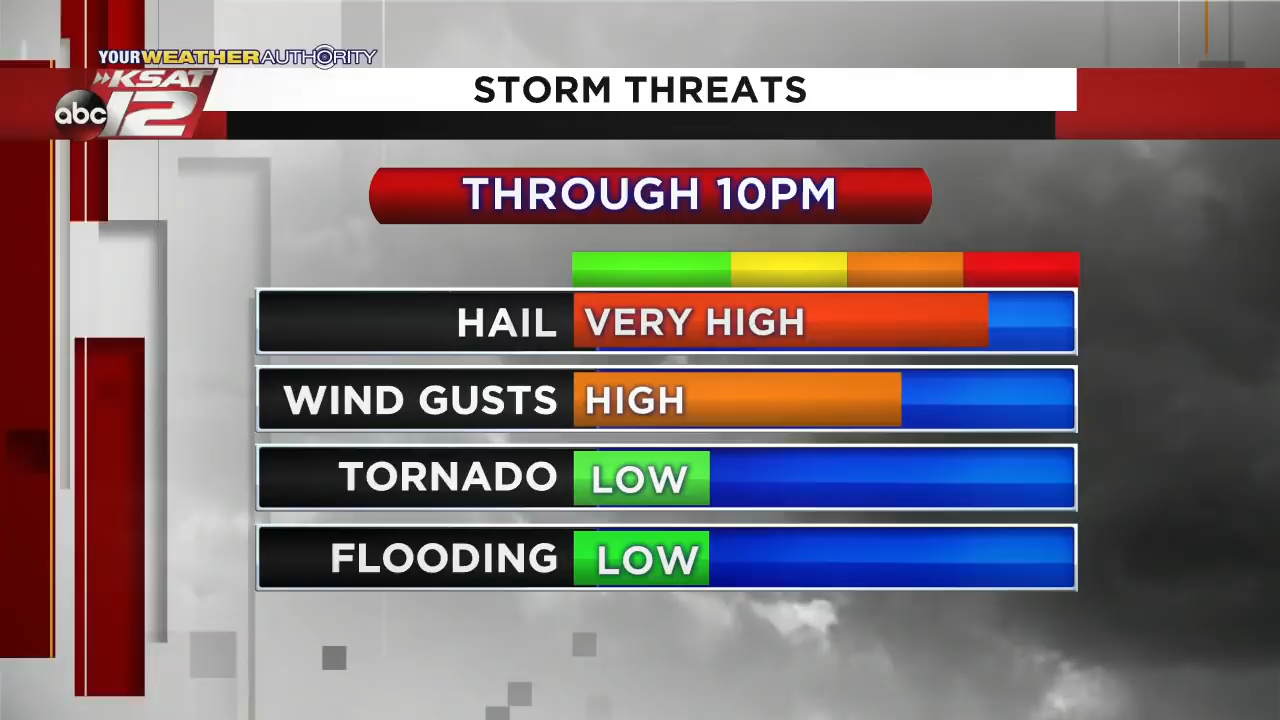 YOURWEATHERAUTHORITY
KSAT
abc 12
STORM THREATS
THROUGH 10PM
HAIL VERY HIGH
WIND GUSTS HIGH
TORNADO LOW
FLOODING LOW